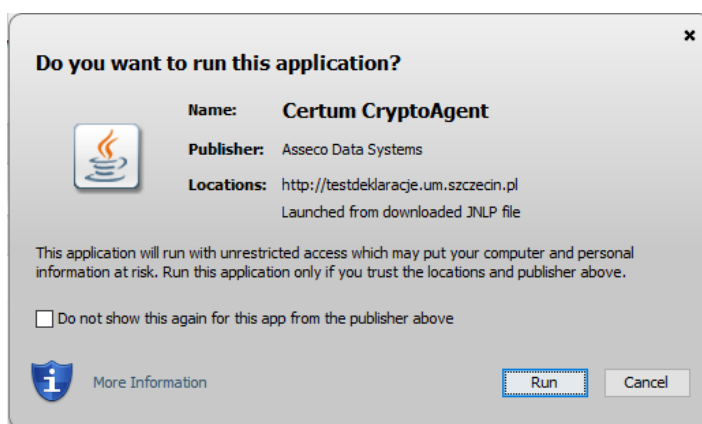 Do you want to run this application?
Name: Certum CryptoAgent
Publisher: Asseco Data Systems
Locations: http://testdeklaracje.um.szczecin.pl
Launched from downloaded JNLP file
This application will run with unrestricted access which may put your computer and personal
information at risk. Run this application only if you trust the locations and publisher above.
Do not show this again for this app from the publisher above
More Information
Run
Cancel